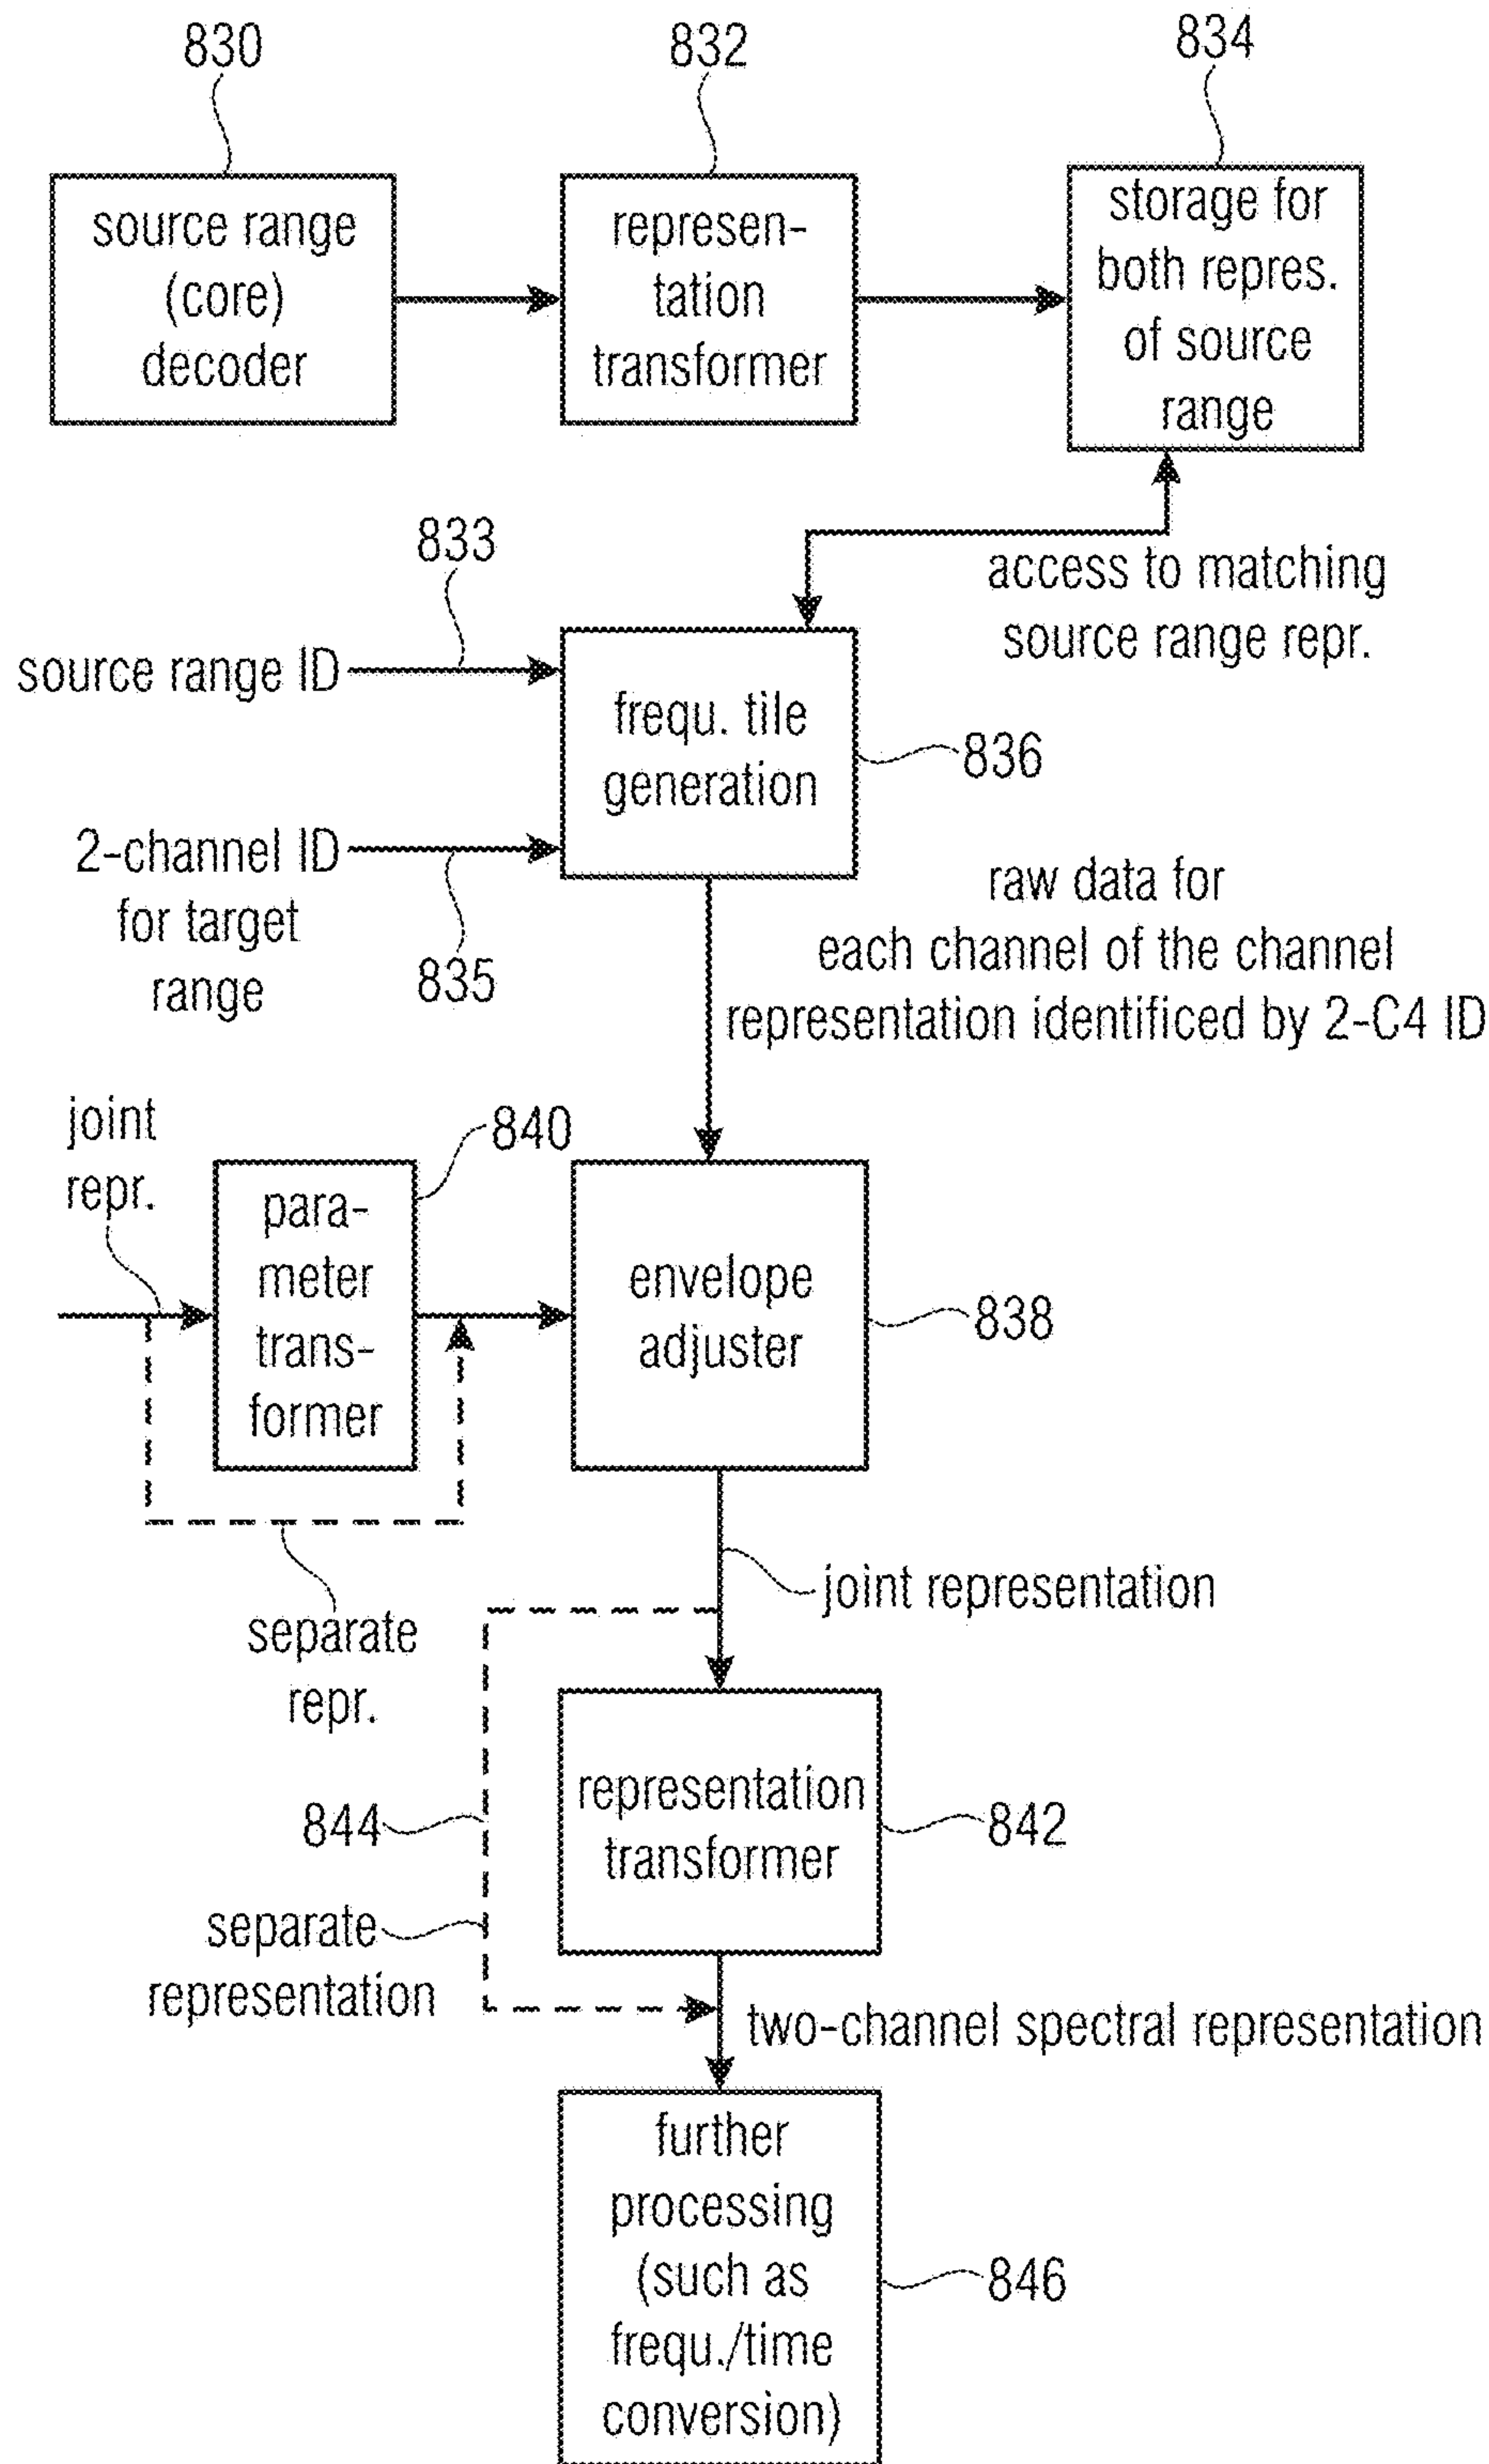 830
832
834
source range
(core)
decoder
represen-
tation
transformer
storage for
both repres.
of source
range
833
access to matching
source range repr.
source range ID
frequ. tile
generation
836
2-channel ID
for target
range
835
raw data for
each channel of the channel
representation identificed by 2-C4 ID
joint
repr.
840
para-
meter
trans-
former
envelope
adjuster
838
separate
repr.
joint representation
844
representation
transformer
842
separate
representation
two-channel spectral representation
further
processing
(such as
frequ./time
conversion)
846